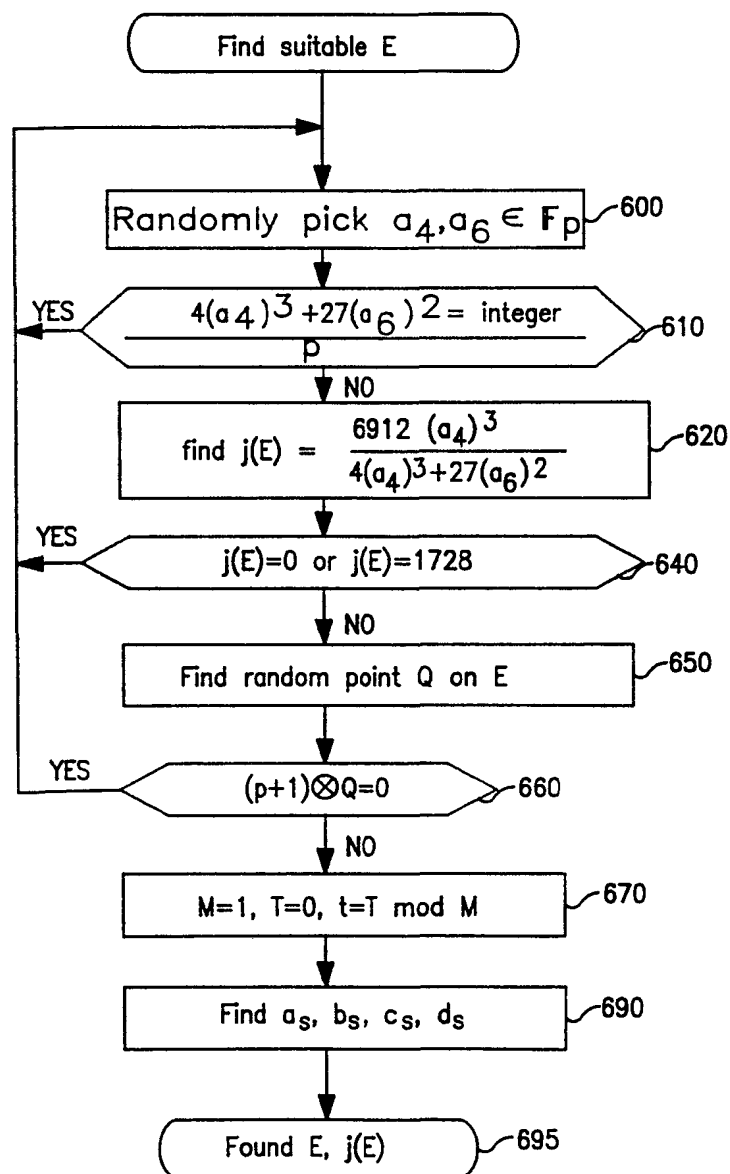 Find suitable E
Randomly pick a₄,a₆ ∈ Fp
600
YES
4(a₄)³+27(a₆)² = integer
p
610
NO
find j(E) = 6912 (a₄)³
4(a₄)³+27(a₆)²
620
YES
j(E)=0 or j(E)=1728
640
NO
Find random point Q on E
650
YES
(p+1)⊗Q=0
660
NO
M=1, T=0, t=T mod M
670
Find aₛ, bₛ, cₛ, dₛ
690
Found E, j(E)
695